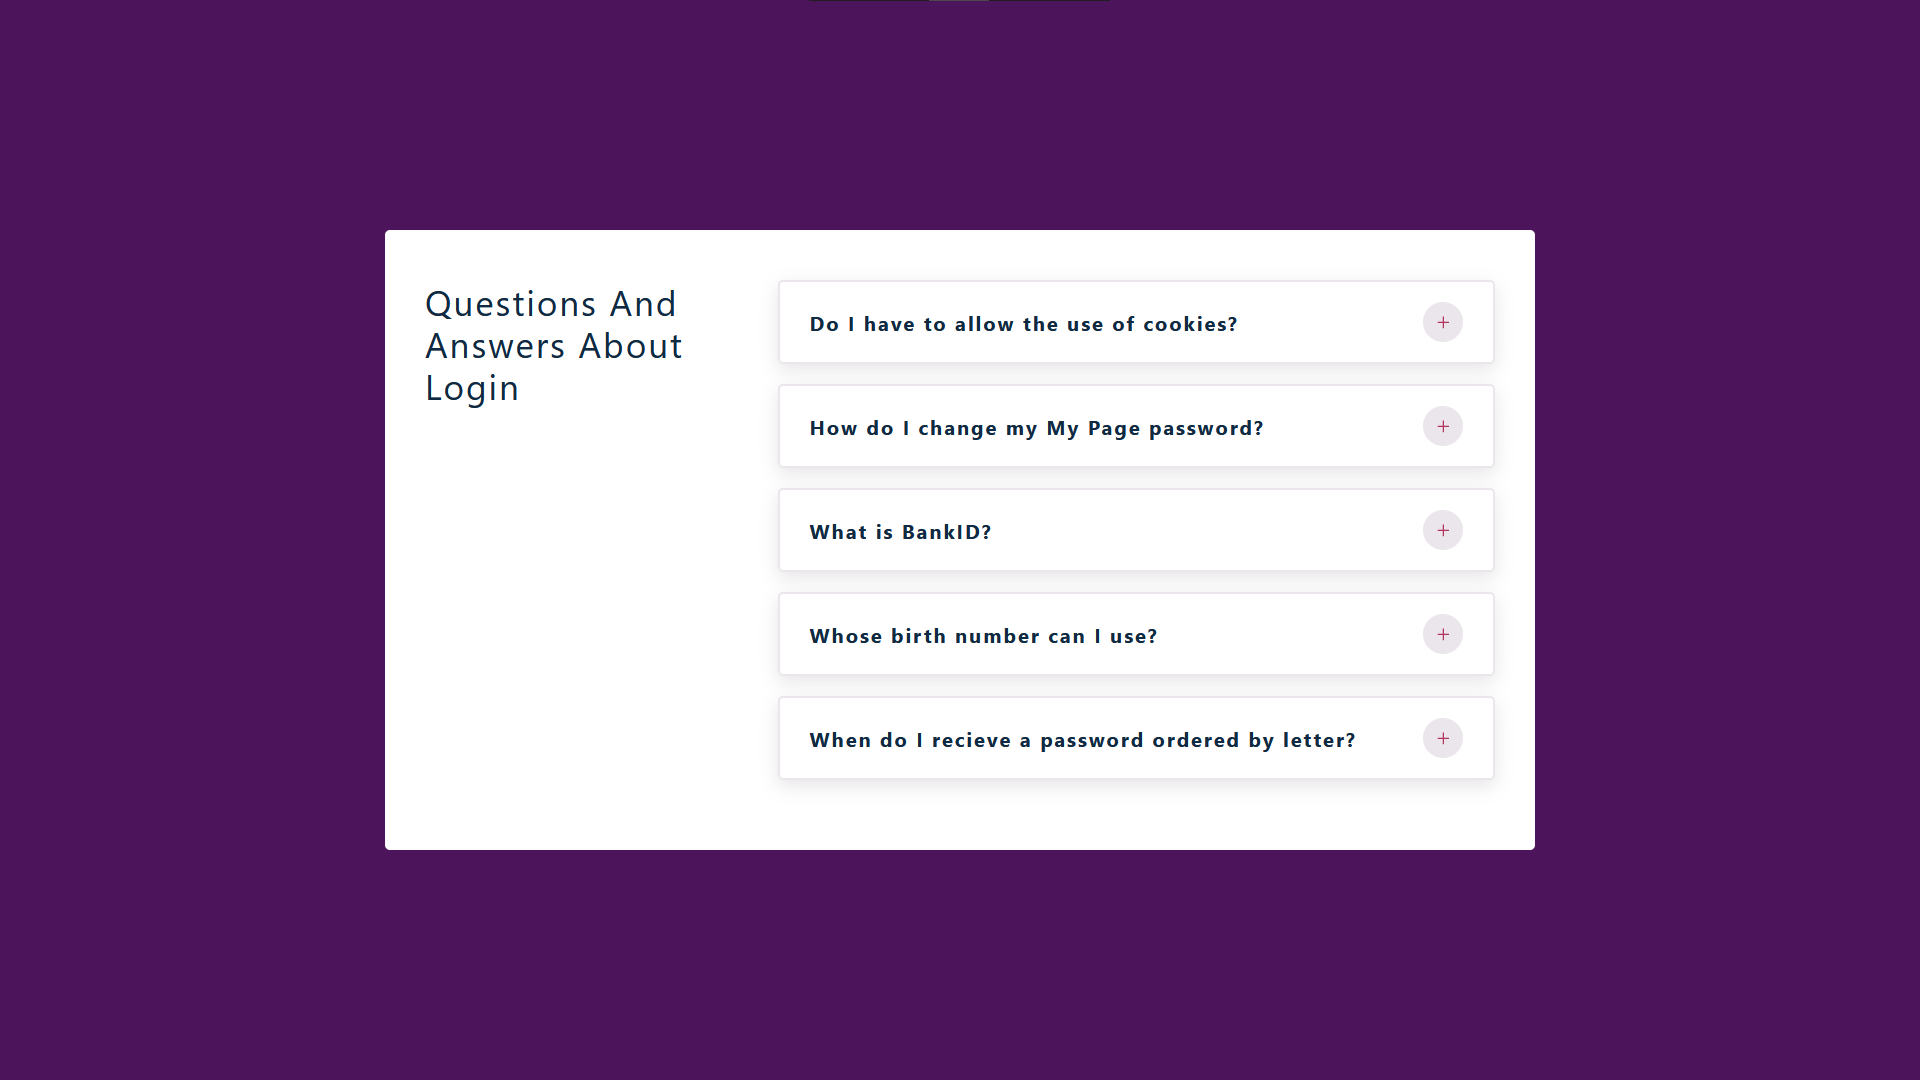 Questions And
Answers About
Login
Do I have to allow the use of cookies?
How do I change my My Page password?
What is BankID?
Whose birth number can I use?
When do I recieve a password ordered by letter?